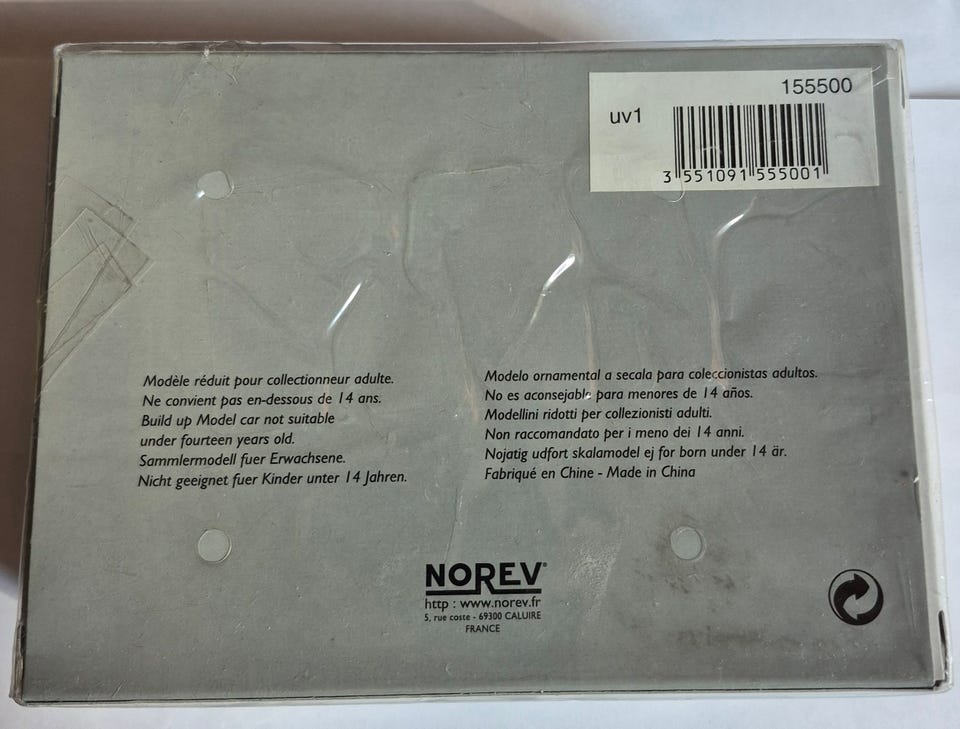 155500
uv1
3 551091 555001
Modèle réduit pour collectionneur adulte.
Ne convient pas en-dessous de 14 ans.
Build up Model car not suitable
under fourteen years old.
Sammlermodell fuer Erwachsene.
Nicht geeignet fuer Kinder unter 14 Jahren.
Modelo ornamental a secala para coleccionistas adultos.
No es aconsejable para menores de 14 años.
Modellini ridotti per collezionisti adulti.
Non raccomandato per i meno dei 14 anni.
Nojatig udfort skalamodel ej for born under 14 är.
Fabriqué en Chine - Made in China
NOREV®
http : www.norev.fr
5, rue coste - 69300 CALUIRE
FRANCE